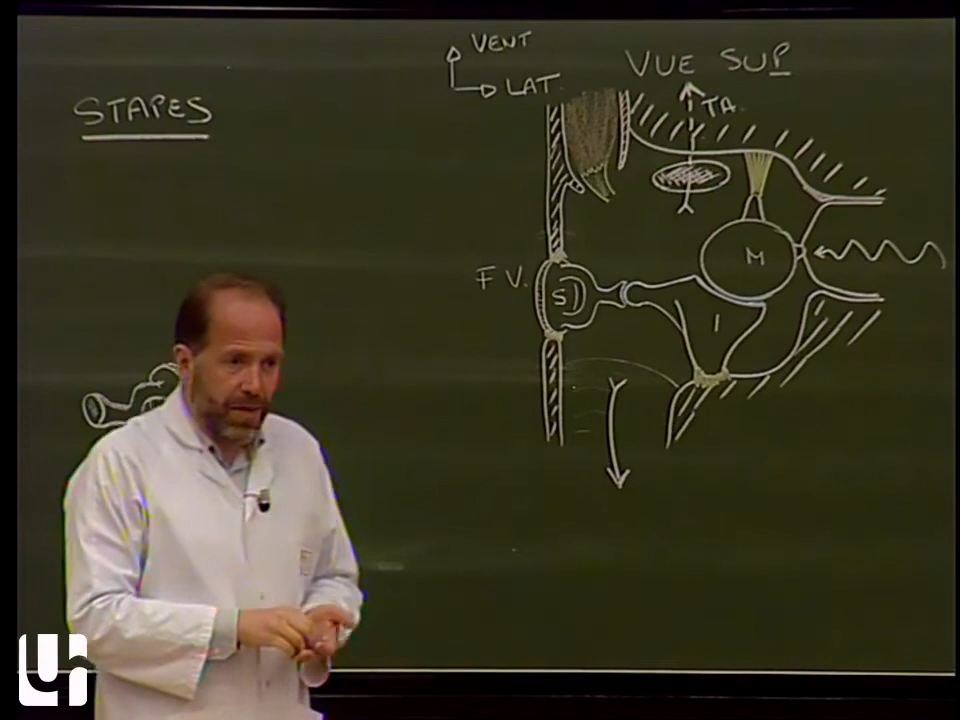 STAPES
VENT
LAT.
VUE SUP
TA.
M
F V.
S
I